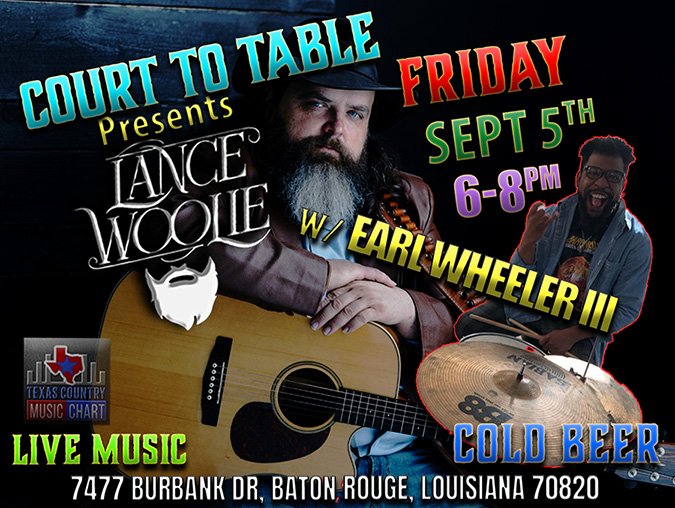 COURT TO TABLE
Presents
LANCE
WOOLIE
FRIDAY
SEPT 5TH
6-8PM
W/ EARL WHEELER III
TEXAS COUNTRY
MUSIC CHART
LIVE MUSIC
COLD BEER
7477 BURBANK DR, BATON ROUGE, LOUISIANA 70820